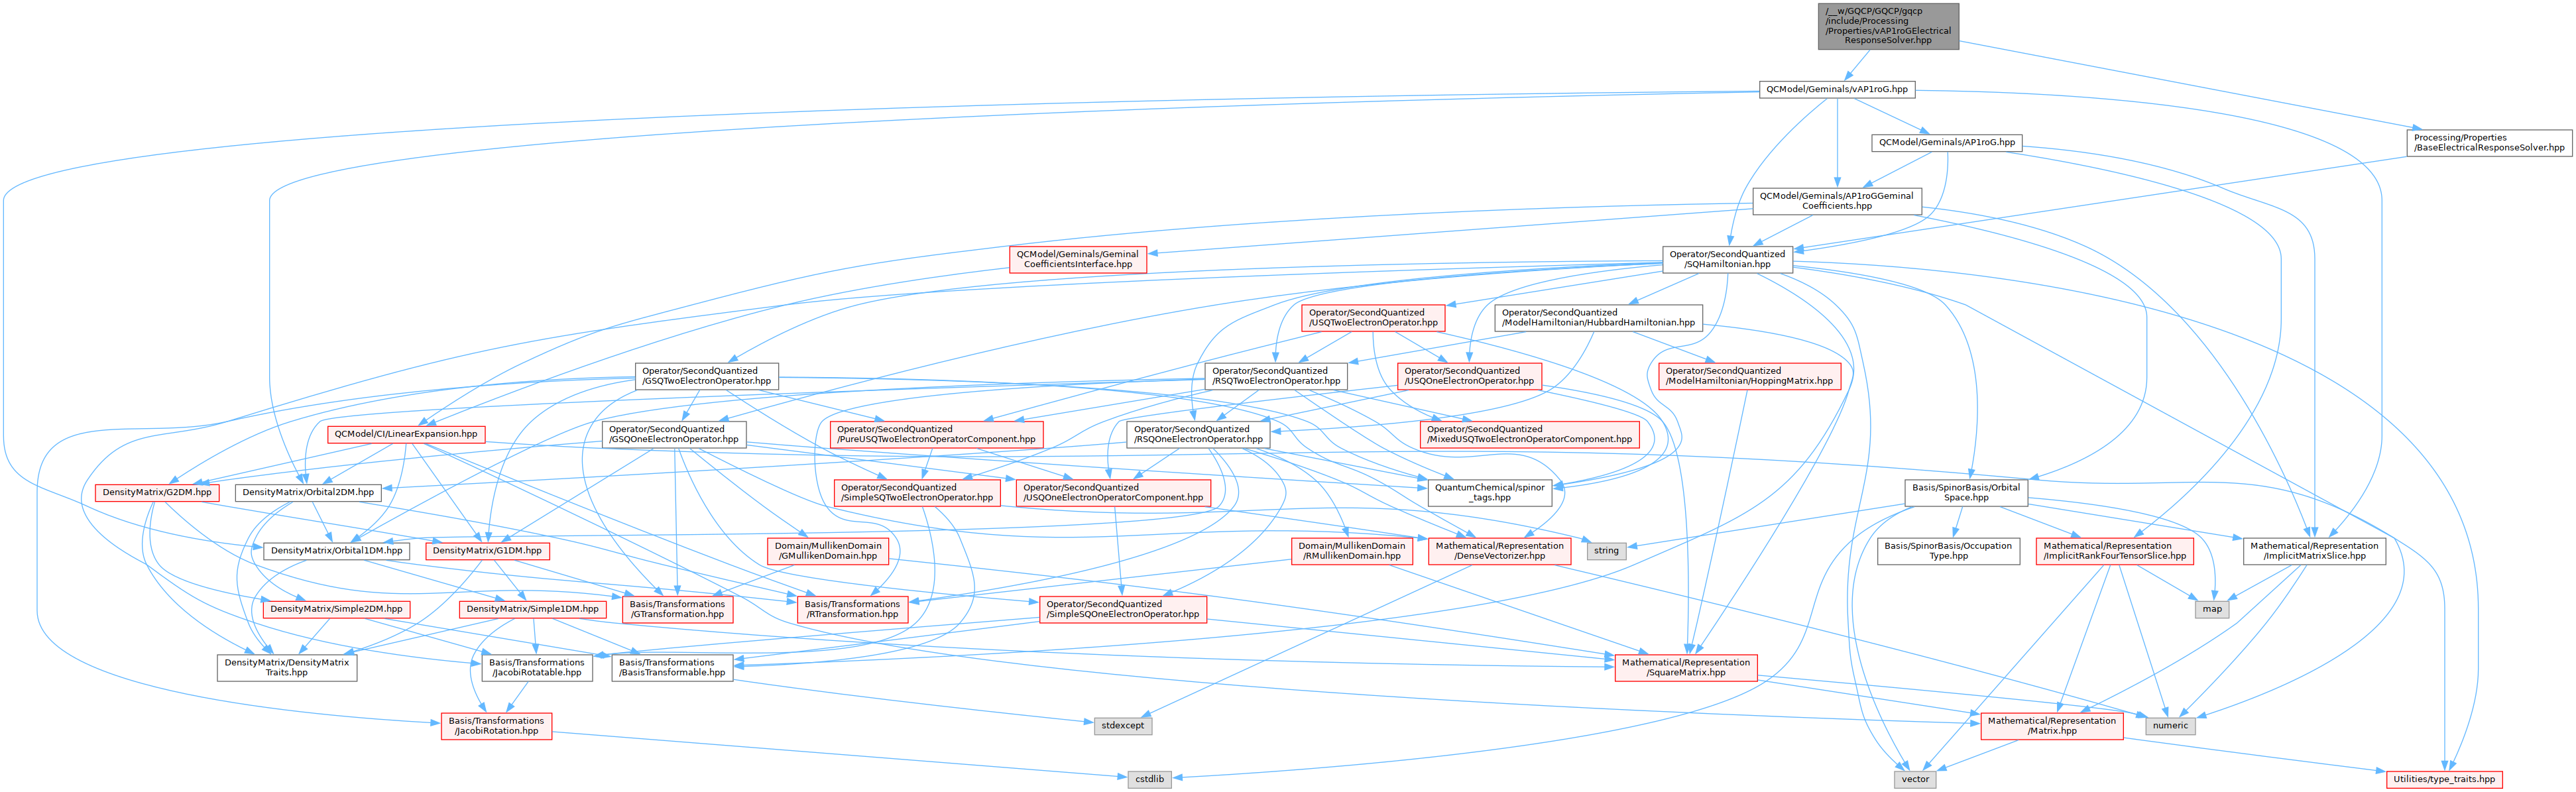 /__w/GQCP/GQCP/gqcp
/include/Processing
/Properties/vAP1roGElectrical
ResponseSolver.hpp
QCModel/Geminals/vAP1roG.hpp
QCModel/Geminals/AP1roG.hpp
Processing/Properties
/BaseElectricalResponseSolver.hpp
QCModel/Geminals/AP1roGGeminal
Coefficients.hpp
QCModel/Geminals/Geminal
CoefficientsInterface.hpp
Operator/SecondQuantized
/SQHamiltonian.hpp
Operator/SecondQuantized
/USQTwoElectronOperator.hpp
Operator/SecondQuantized
/ModelHamiltonian/HubbardHamiltonian.hpp
Operator/SecondQuantized
/GSQTwoElectronOperator.hpp
Operator/SecondQuantized
/RSQTwoElectronOperator.hpp
Operator/SecondQuantized
/USQOneElectronOperator.hpp
Operator/SecondQuantized
/ModelHamiltonian/HoppingMatrix.hpp
QCModel/CI/LinearExpansion.hpp
Operator/SecondQuantized
/GSQOneElectronOperator.hpp
Operator/SecondQuantized
/PureUSQTwoElectronOperatorComponent.hpp
Operator/SecondQuantized
/RSQOneElectronOperator.hpp
Operator/SecondQuantized
/MixedUSQTwoElectronOperatorComponent.hpp
DensityMatrix/G2DM.hpp
DensityMatrix/Orbital2DM.hpp
Operator/SecondQuantized
/SimpleSQTwoElectronOperator.hpp
Operator/SecondQuantized
/USQOneElectronOperatorComponent.hpp
QuantumChemical/spinor
_tags.hpp
Basis/SpinorBasis/Orbital
Space.hpp
DensityMatrix/Orbital1DM.hpp
DensityMatrix/G1DM.hpp
Domain/MullikenDomain
/GMullikenDomain.hpp
Domain/MullikenDomain
/RMullikenDomain.hpp
Mathematical/Representation
/DenseVectorizer.hpp
string
Basis/SpinorBasis/Occupation
Type.hpp
Mathematical/Representation
/ImplicitRankFourTensorSlice.hpp
Mathematical/Representation
/ImplicitMatrixSlice.hpp
DensityMatrix/Simple2DM.hpp
DensityMatrix/Simple1DM.hpp
Basis/Transformations
/GTransformation.hpp
Basis/Transformations
/RTransformation.hpp
Operator/SecondQuantized
/SimpleSQOneElectronOperator.hpp
map
DensityMatrix/DensityMatrix
Traits.hpp
Basis/Transformations
/JacobiRotatable.hpp
Basis/Transformations
/BasisTransformable.hpp
Mathematical/Representation
/SquareMatrix.hpp
Basis/Transformations
/JacobiRotation.hpp
stdexcept
Mathematical/Representation
/Matrix.hpp
numeric
cstdlib
vector
Utilities/type_traits.hpp